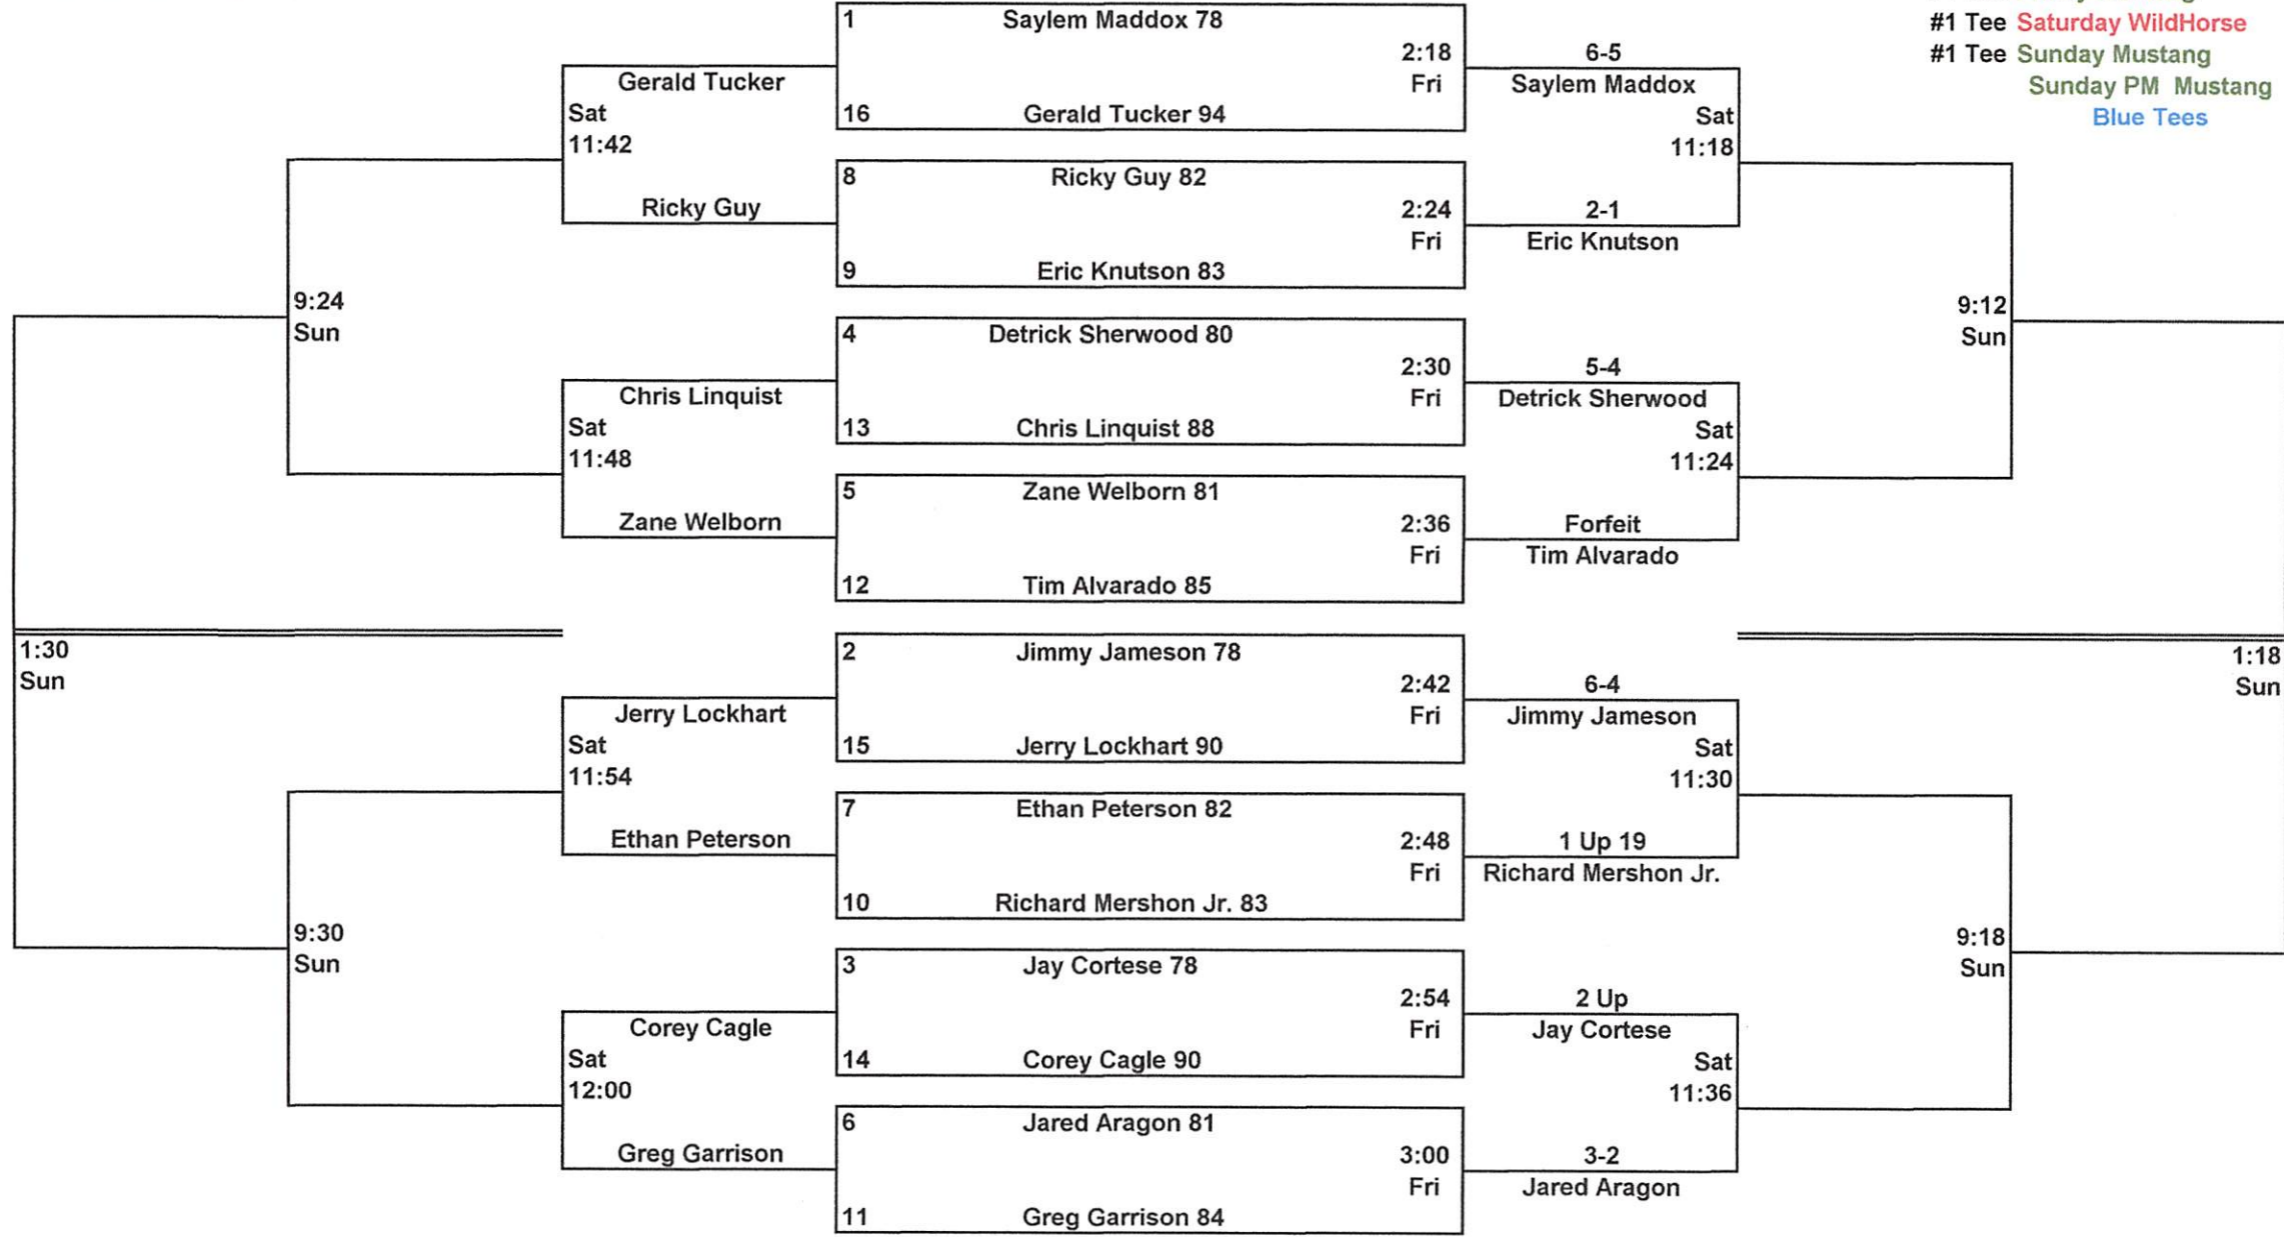 #1 Tee Saturday WildHorse
#1 Tee Sunday Mustang
Sunday PM Mustang
Blue Tees
1 Saylem Maddox 78
2:18
Fri
16 Gerald Tucker 94
6-5
Saylem Maddox
Sat
11:18
Gerald Tucker
Sat
11:42
Ricky Guy
8 Ricky Guy 82
2:24
Fri
9 Eric Knutson 83
2-1
Eric Knutson
9:24
Sun
9:12
Sun
4 Detrick Sherwood 80
2:30
Fri
13 Chris Linquist 88
5-4
Detrick Sherwood
Sat
11:24
Chris Linquist
Sat
11:48
Zane Welborn
5 Zane Welborn 81
2:36
Fri
12 Tim Alvarado 85
Forfeit
Tim Alvarado
1:30
Sun
1:18
Sun
2 Jimmy Jameson 78
2:42
Fri
15 Jerry Lockhart 90
6-4
Jimmy Jameson
Sat
11:30
Jerry Lockhart
Sat
11:54
Ethan Peterson
7 Ethan Peterson 82
2:48
Fri
10 Richard Mershon Jr. 83
1 Up 19
Richard Mershon Jr.
9:30
Sun
9:18
Sun
3 Jay Cortese 78
2:54
Fri
14 Corey Cagle 90
2 Up
Jay Cortese
Sat
11:36
Corey Cagle
Sat
12:00
Greg Garrison
6 Jared Aragon 81
3:00
Fri
11 Greg Garrison 84
3-2
Jared Aragon